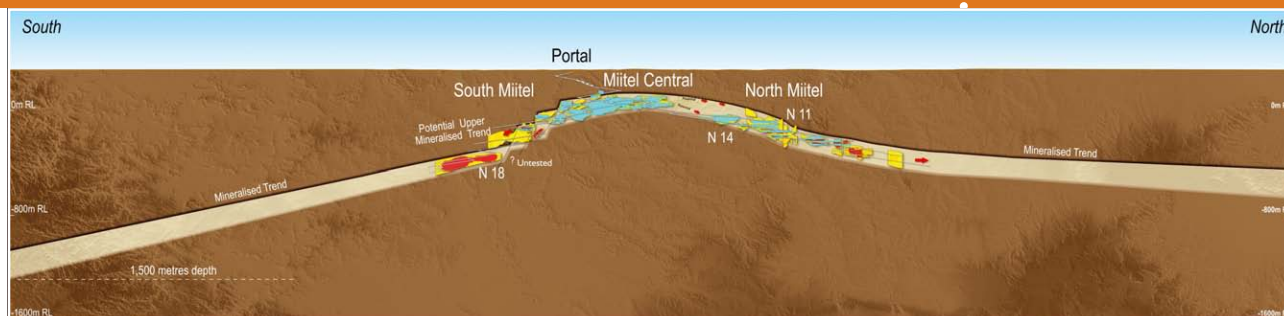 South
North
Portal
Miitel Central
South Miitel
North Miitel
0m RL
0m R
N 11
Potential Upper
Mineralised Trend
N 14
? Untested
Mineralised Trend
N 18
Mineralised Trend
-800m RL
-800m
1,500 metres depth
-1600m RL
-1600m